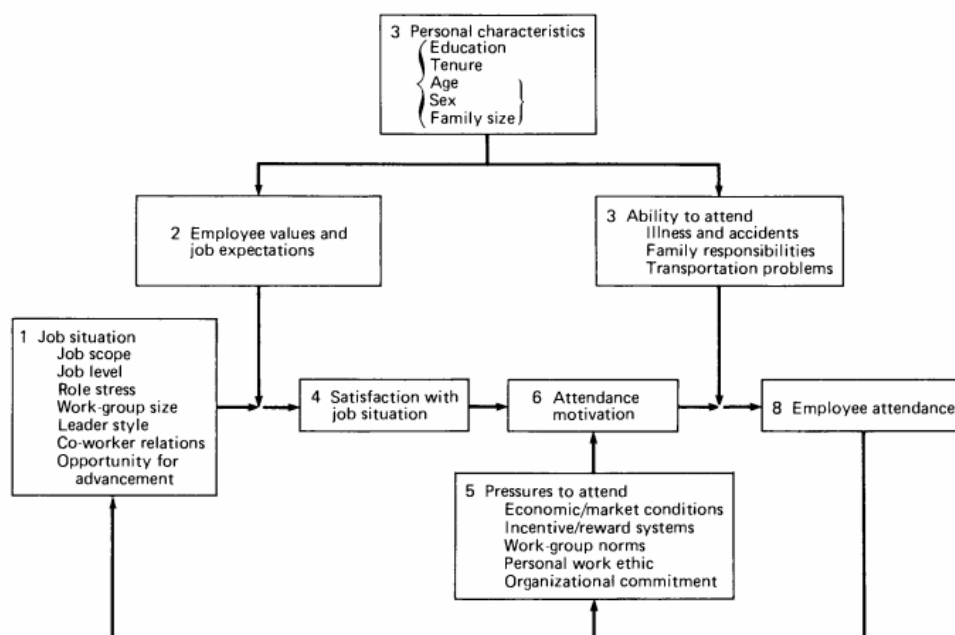 3 Personal characteristics
Education
Tenure
Age
Sex
Family size
2 Employee values and
job expectations
3 Ability to attend
Illness and accidents
Family responsibilities
Transportation problems
1 Job situation
Job scope
Job level
Role stress
Work-group size
Leader style
Co-worker relations
Opportunity for
advancement
4 Satisfaction with
job situation
6 Attendance
motivation
8 Employee attendance
5 Pressures to attend
Economic/market conditions
Incentive/reward systems
Work-group norms
Personal work ethic
Organizational commitment